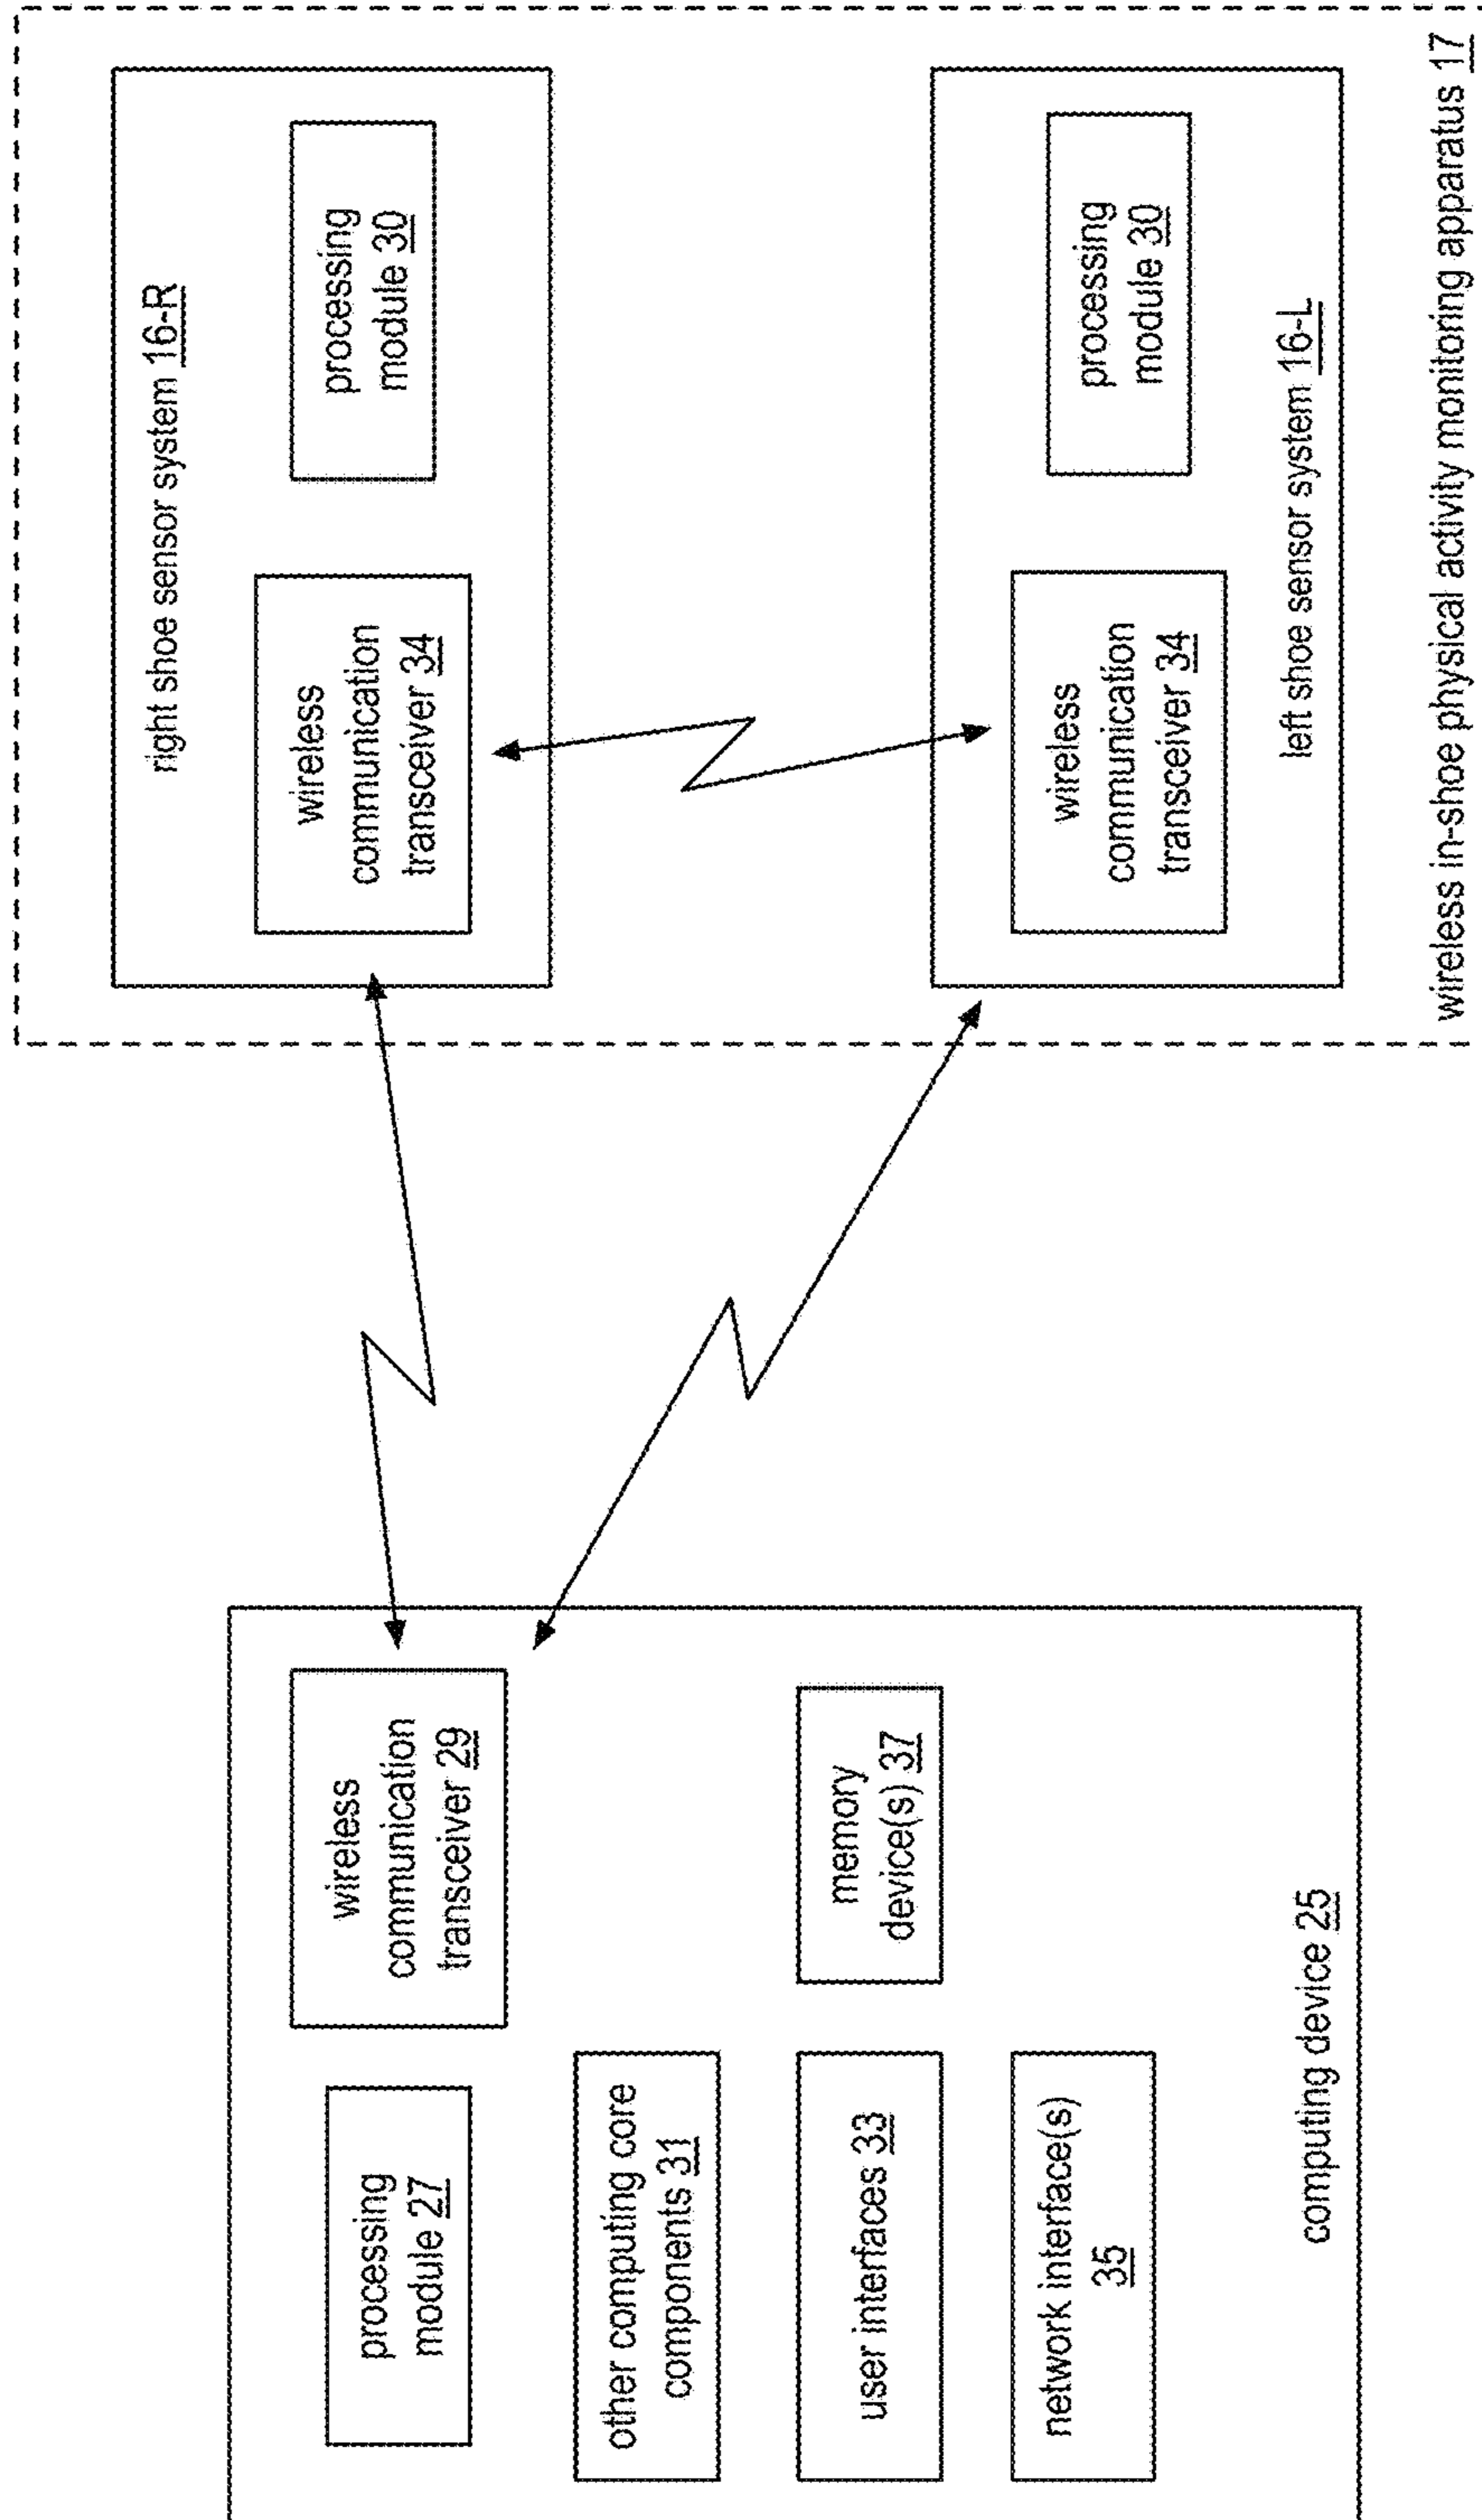 processing
module 27
wireless
communication
transceiver 29
other computing core
components 31
user interfaces 33
memory
device(s) 37
network interface(s)
35
computing device 25
right shoe sensor system 16-R
wireless
communication
transceiver 34
processing
module 30
wireless
communication
transceiver 34
processing
module 30
left shoe sensor system 16-L
wireless in-shoe physical activity monitoring apparatus 17